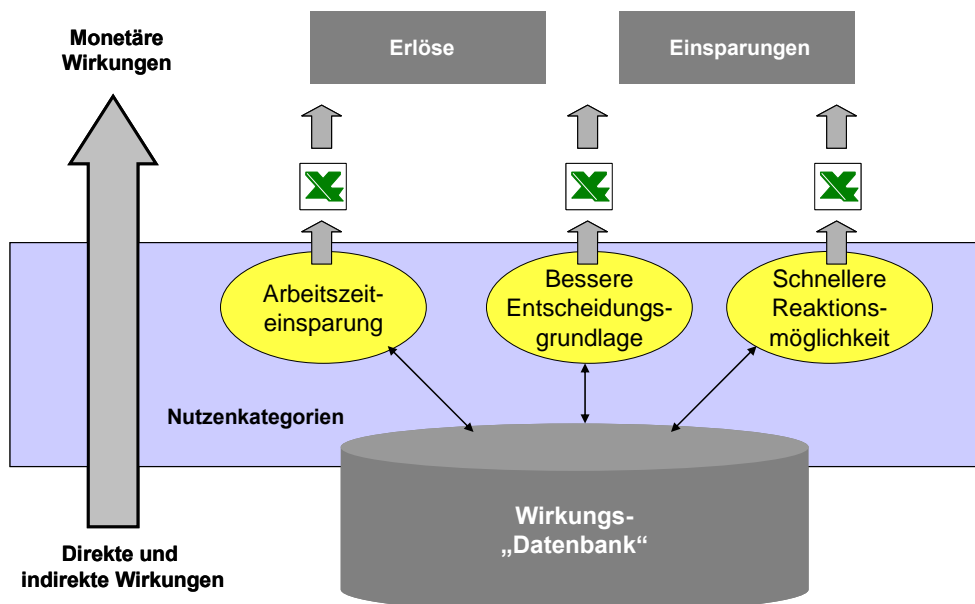 Monetäre
Wirkungen
Erlöse
Einsparungen
Arbeitszeit-
einsparung
Bessere
Entscheidungs-
grundlage
Schnellere
Reaktions-
möglichkeit
Nutzenkategorien
Wirkungs-
„Datenbank“
Direkte und
indirekte Wirkungen